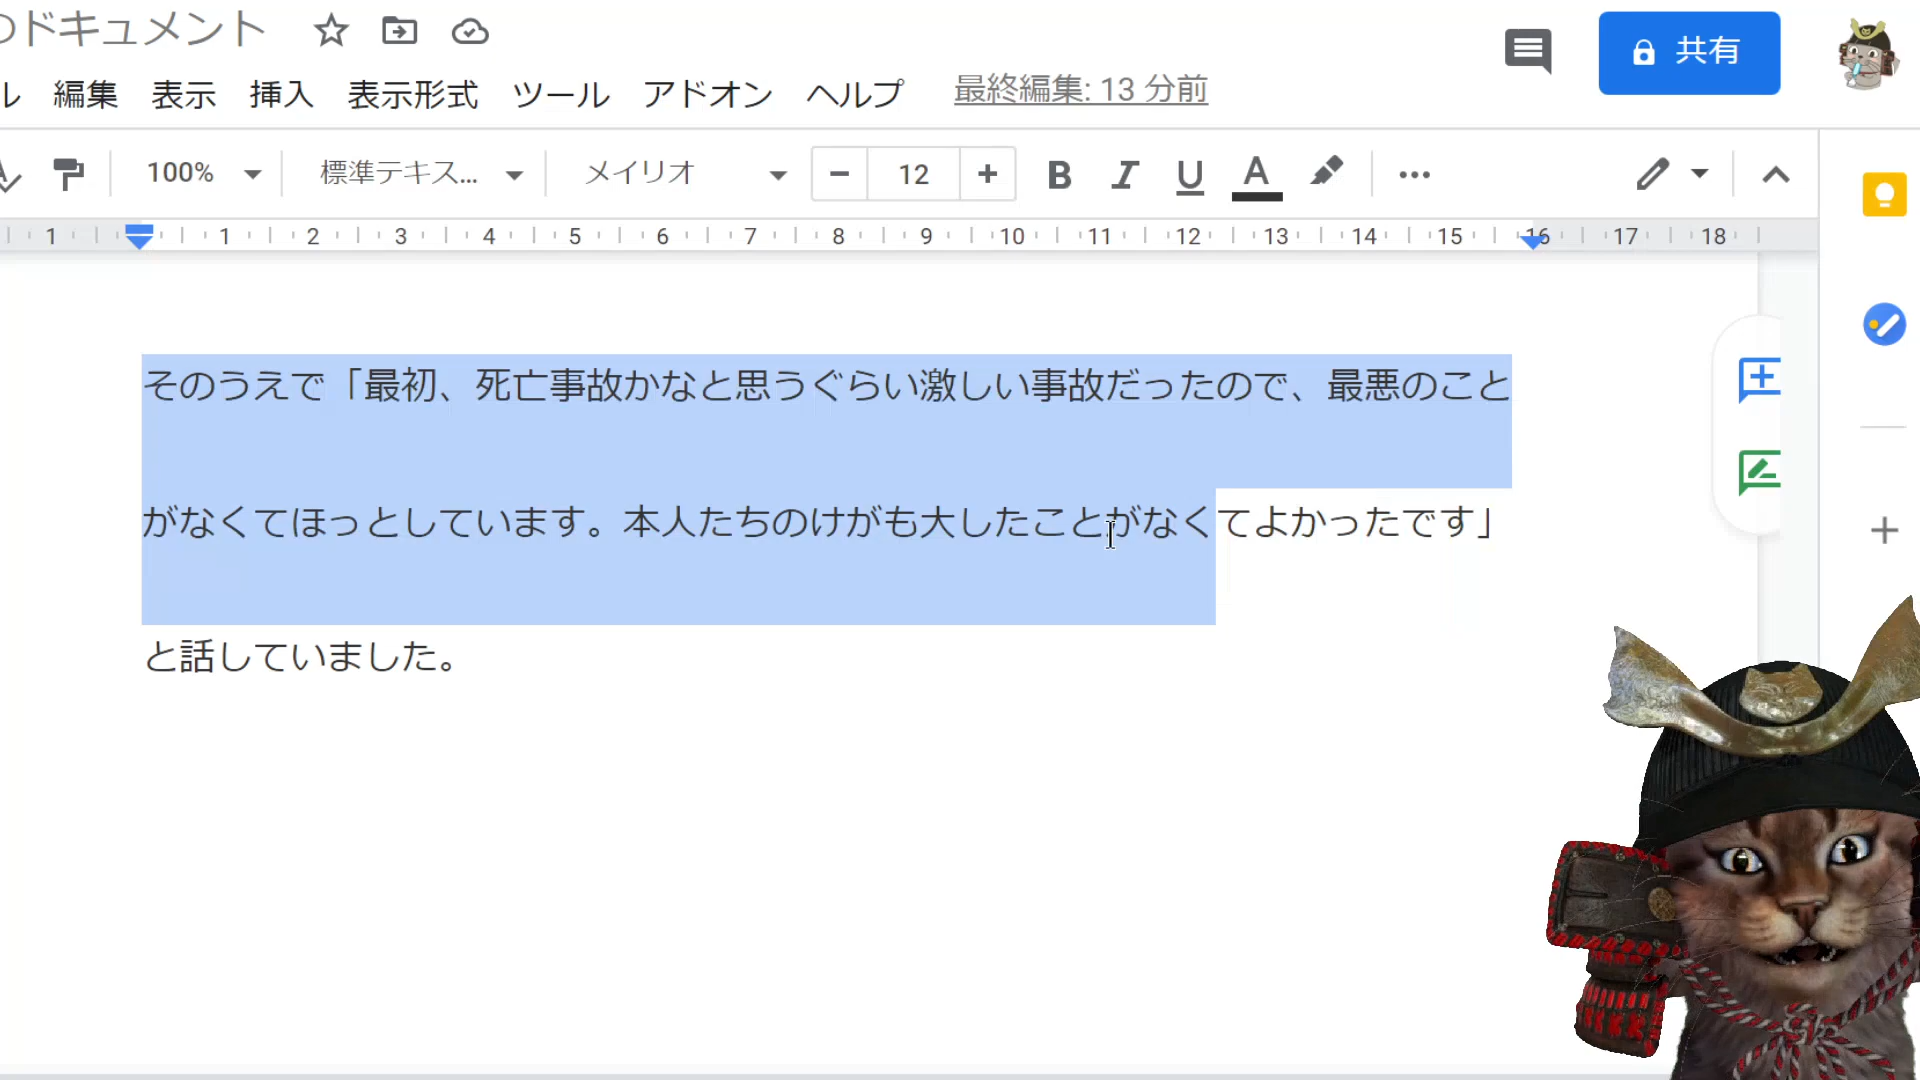 のドキュメント
ル 編集 表示 挿入 表示形式 ツール アドオン ヘルプ 最終編集: 13 分前 共有
100% 標準テキス... メイリオ 12 B I U A
1 1 2 3 4 5 6 7 8 9 10 11 12 13 14 15 16 17 18
そのうえで「最初、死亡事故かなと思うぐらい激しい事故だったので、最悪のこと
がなくてほっとしています。本人たちのけがも大したことがなくてよかったです」
と話していました。